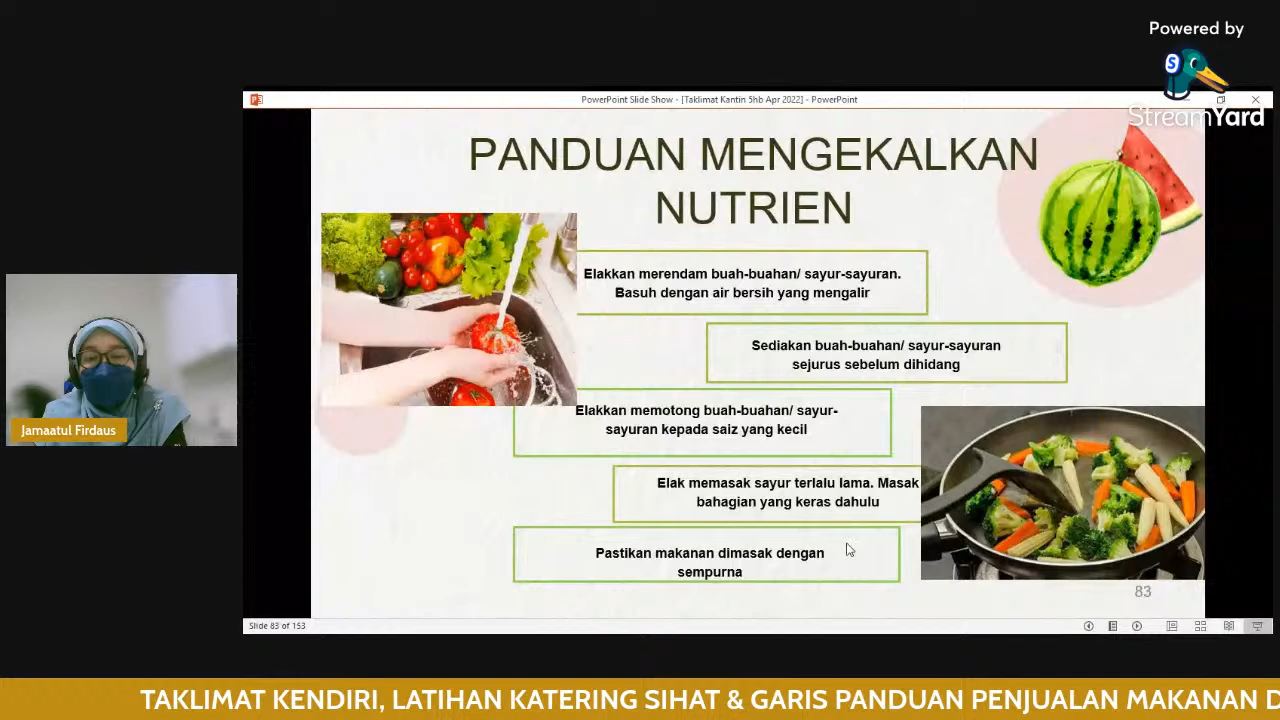 Powered by
StreamYard
PowerPoint Slide Show - [Taklimat Kantin 5hb Apr 2022] - PowerPoint
PANDUAN MENGEKALKAN
NUTRIEN
Elakkan merendam buah-buahan/ sayur-sayuran.
Basuh dengan air bersih yang mengalir
Sediakan buah-buahan/ sayur-sayuran
sejurus sebelum dihidang
Elakkan memotong buah-buahan/ sayur-
sayuran kepada saiz yang kecil
Elak memasak sayur terlalu lama. Masak
bahagian yang keras dahulu
Pastikan makanan dimasak dengan
sempurna
83
Slide 83 of 153
Jamaatul Firdaus
TAKLIMAT KENDIRI, LATIHAN KATERING SIHAT & GARIS PANDUAN PENJUALAN MAKANAN D